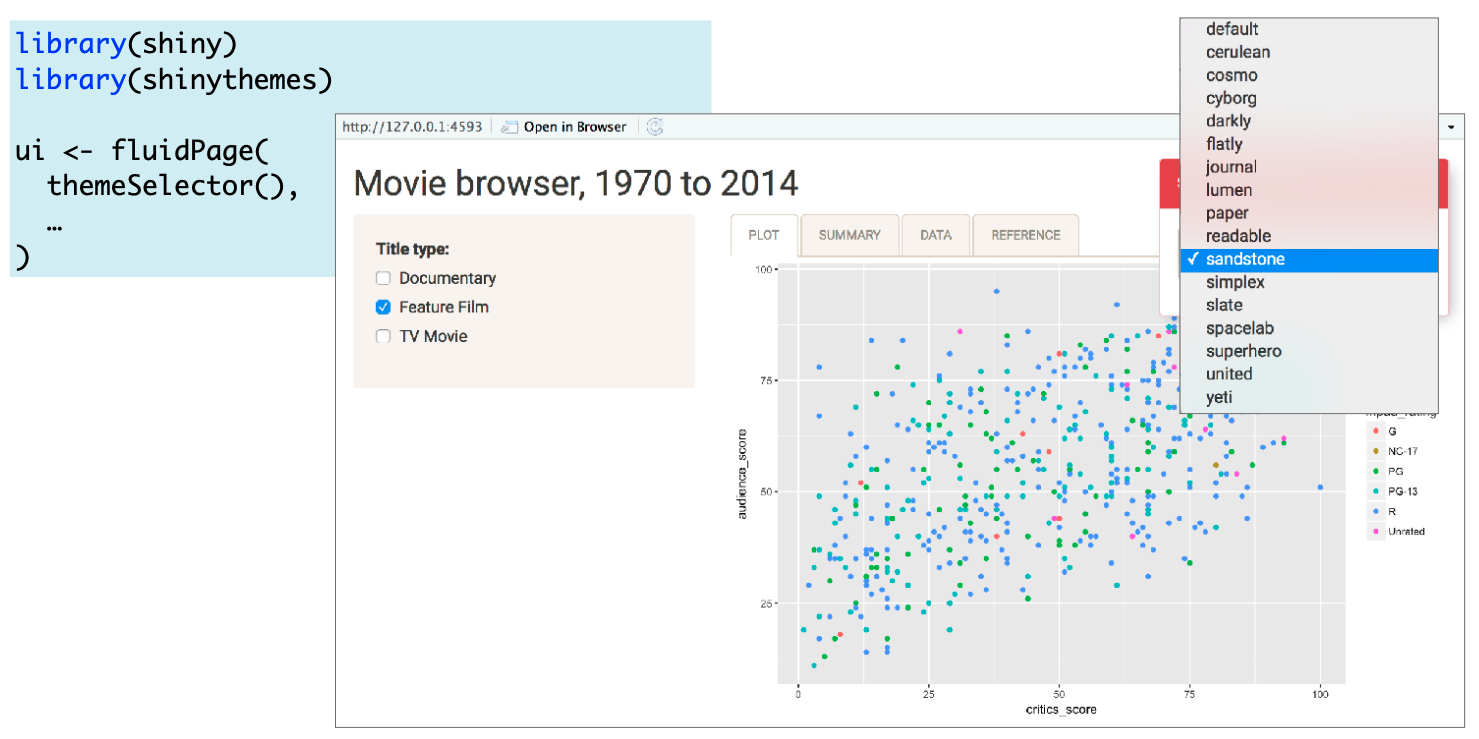 library(shiny)
library(shinythemes)
ui <- fluidPage(
themeSelector(),
…
)
http://127.0.0.1:4593 Open in Browser
Movie browser, 1970 to 2014
Title type:
Documentary
Feature Film
TV Movie
PLOT SUMMARY DATA REFERENCE
default
cerulean
cosmo
cyborg
darkly
flatly
journal
lumen
paper
readable
✓ sandstone
simplex
slate
spacelab
superhero
united
yeti
100
75
50
25
audience_score
0 25 50 75 100
critics_score
G
NC-17
PG
PG-13
R
Unrated